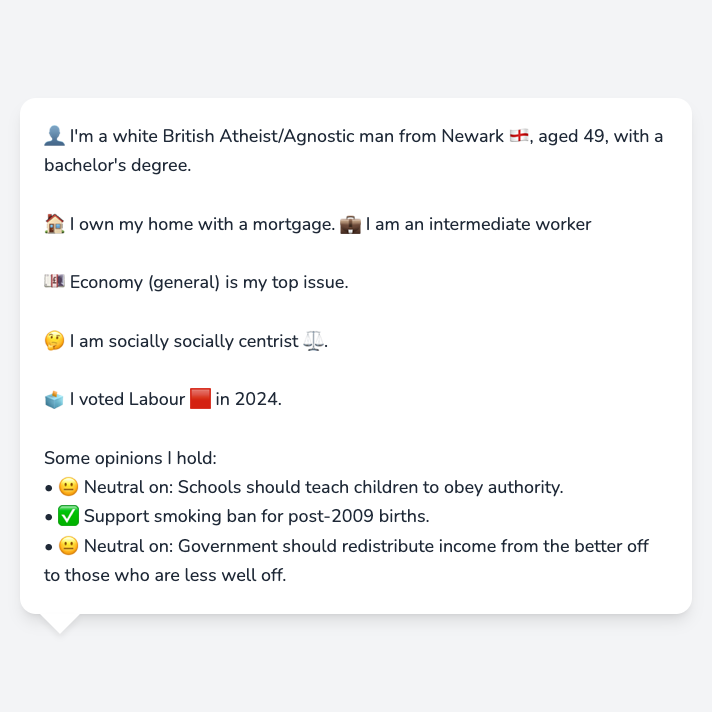 👤 I'm a white British Atheist/Agnostic man from Newark 🏴󠁧󠁢󠁥󠁮󠁧󠁿, aged 49, with a
bachelor's degree.
🏠 I own my home with a mortgage. 💼 I am an intermediate worker
💷 Economy (general) is my top issue.
🤔 I am socially socially centrist ⚖️.
🗳️ I voted Labour 🟥 in 2024.
Some opinions I hold:
• 😐 Neutral on: Schools should teach children to obey authority.
• ✅ Support smoking ban for post-2009 births.
• 😐 Neutral on: Government should redistribute income from the better off
to those who are less well off.